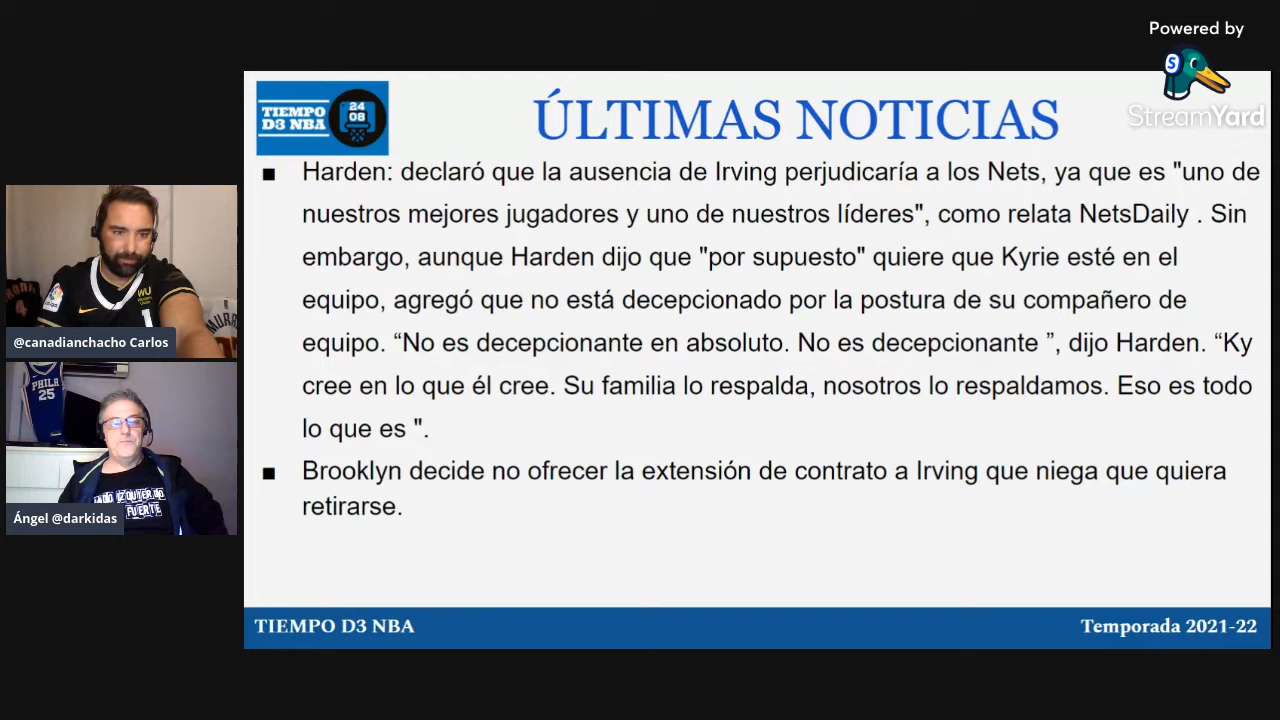 Powered by
StreamYard
TIEMPO
D3 NBA
24
08
ÚLTIMAS NOTICIAS
■ Harden: declaró que la ausencia de Irving perjudicaría a los Nets, ya que es "uno de
nuestros mejores jugadores y uno de nuestros líderes", como relata NetsDaily . Sin
embargo, aunque Harden dijo que "por supuesto" quiere que Kyrie esté en el
equipo, agregó que no está decepcionado por la postura de su compañero de
equipo. “No es decepcionante en absoluto. No es decepcionante ”, dijo Harden. “Ky
cree en lo que él cree. Su familia lo respalda, nosotros lo respaldamos. Eso es todo
lo que es ".
■ Brooklyn decide no ofrecer la extensión de contrato a Irving que niega que quiera
retirarse.
WU
4
@canadianchacho Carlos
PHILA
25
FUERTE
Ángel @darkidas
TIEMPO D3 NBA
Temporada 2021-22